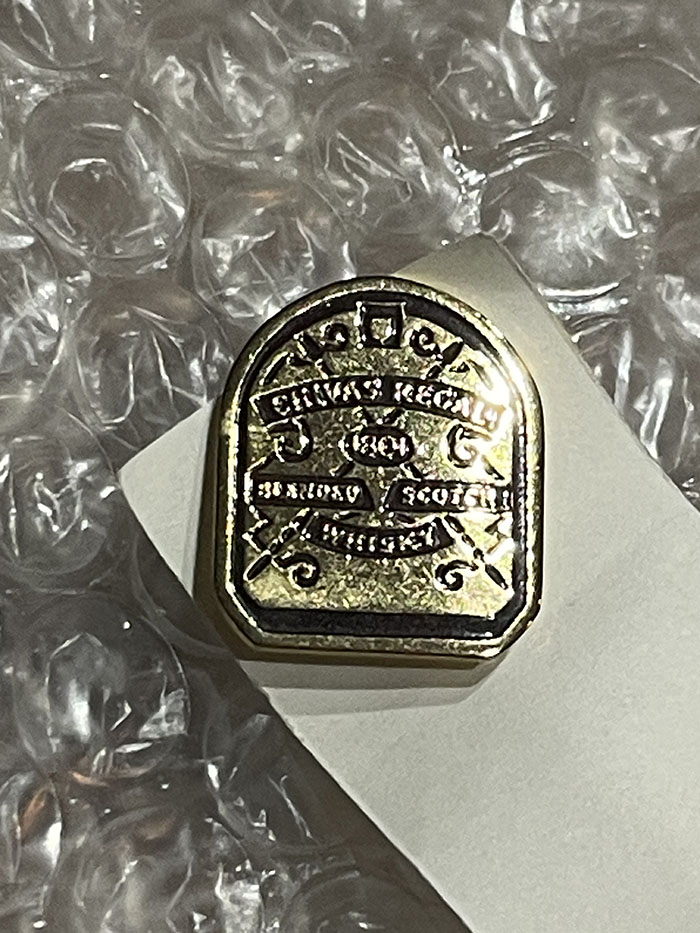 CHIVAS REGAL
1801
BLENDED SCOTCH
WHISKY